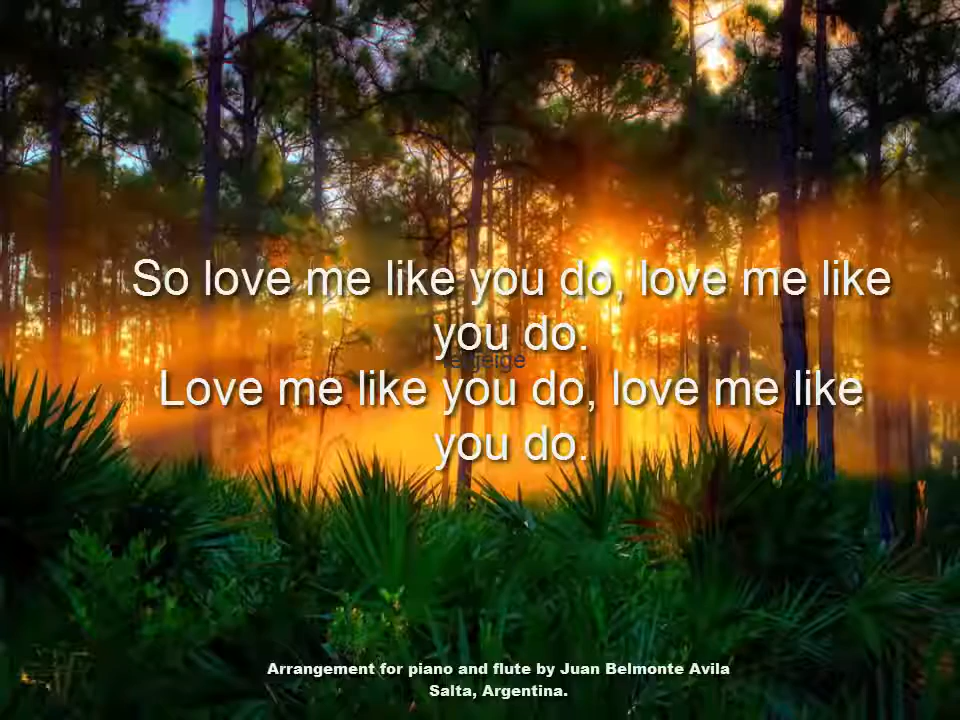 So love me like you do, love me like
you do.
Love me like you do, love me like
you do.
Arrangement for piano and flute by Juan Belmonte Avila
Salta, Argentina.